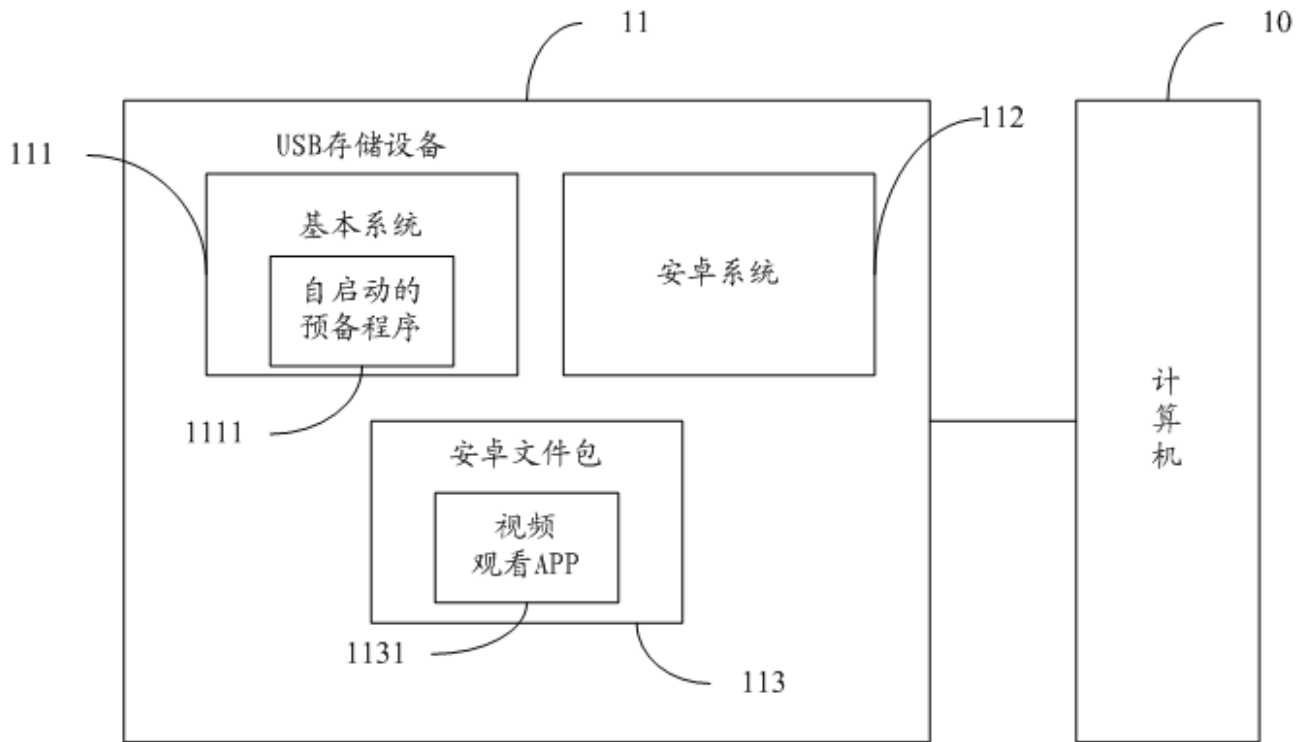 11
10
112
USB存储设备
111
基本系统
安卓系统
自启动的
预备程序
计
算
机
1111
安卓文件包
视频
观看APP
1131
113